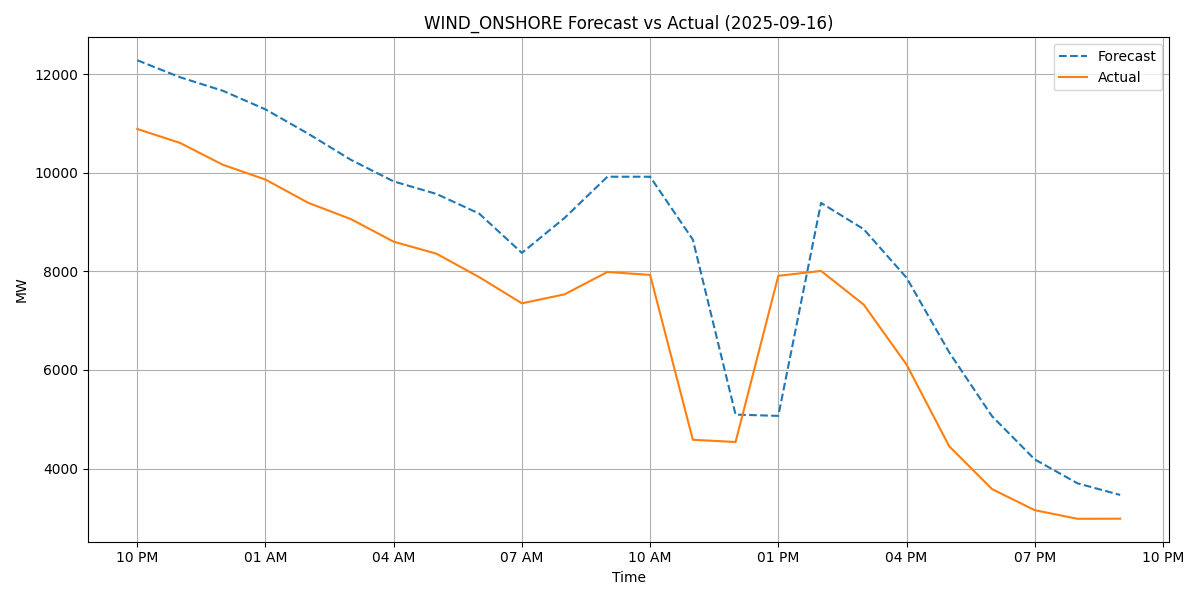 WIND_ONSHORE Forecast vs Actual (2025-09-16)
Forecast
Actual
12000
10000
8000
6000
4000
MW
10 PM 01 AM 04 AM 07 AM 10 AM 01 PM 04 PM 07 PM 10 PM
Time